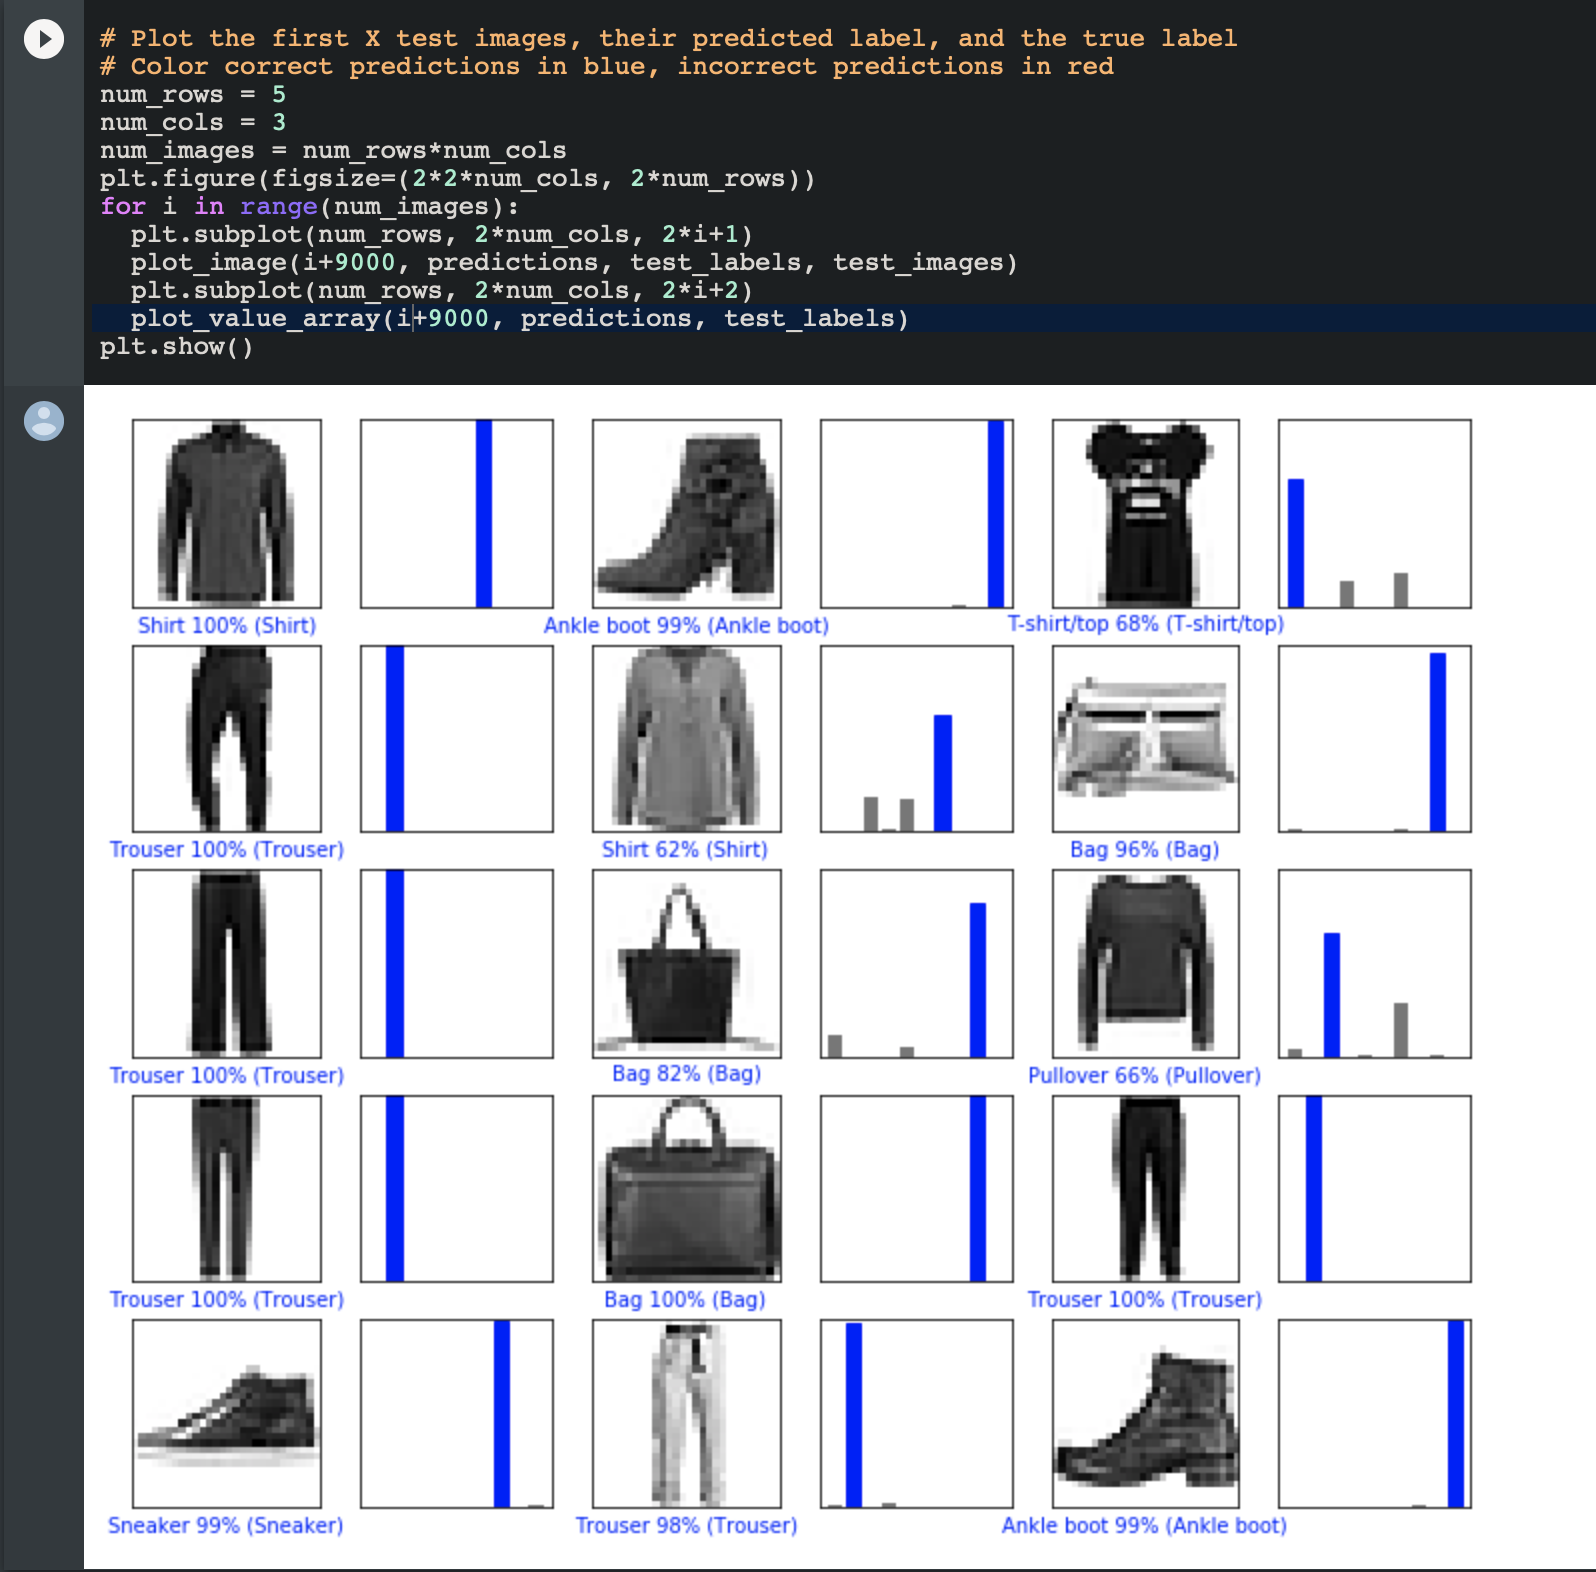 # Plot the first X test images, their predicted label, and the true label
# Color correct predictions in blue, incorrect predictions in red
num_rows = 5
num_cols = 3
num_images = num_rows*num_cols
plt.figure(figsize=(2*2*num_cols, 2*num_rows))
for i in range(num_images):
  plt.subplot(num_rows, 2*num_cols, 2*i+1)
  plot_image(i+9000, predictions, test_labels, test_images)
  plt.subplot(num_rows, 2*num_cols, 2*i+2)
  plot_value_array(i+9000, predictions, test_labels)
plt.show()
Shirt 100% (Shirt)
Ankle boot 99% (Ankle boot)
T-shirt/top 68% (T-shirt/top)
Trouser 100% (Trouser)
Shirt 62% (Shirt)
Bag 96% (Bag)
Trouser 100% (Trouser)
Bag 82% (Bag)
Pullover 66% (Pullover)
Trouser 100% (Trouser)
Bag 100% (Bag)
Trouser 100% (Trouser)
Sneaker 99% (Sneaker)
Trouser 98% (Trouser)
Ankle boot 99% (Ankle boot)